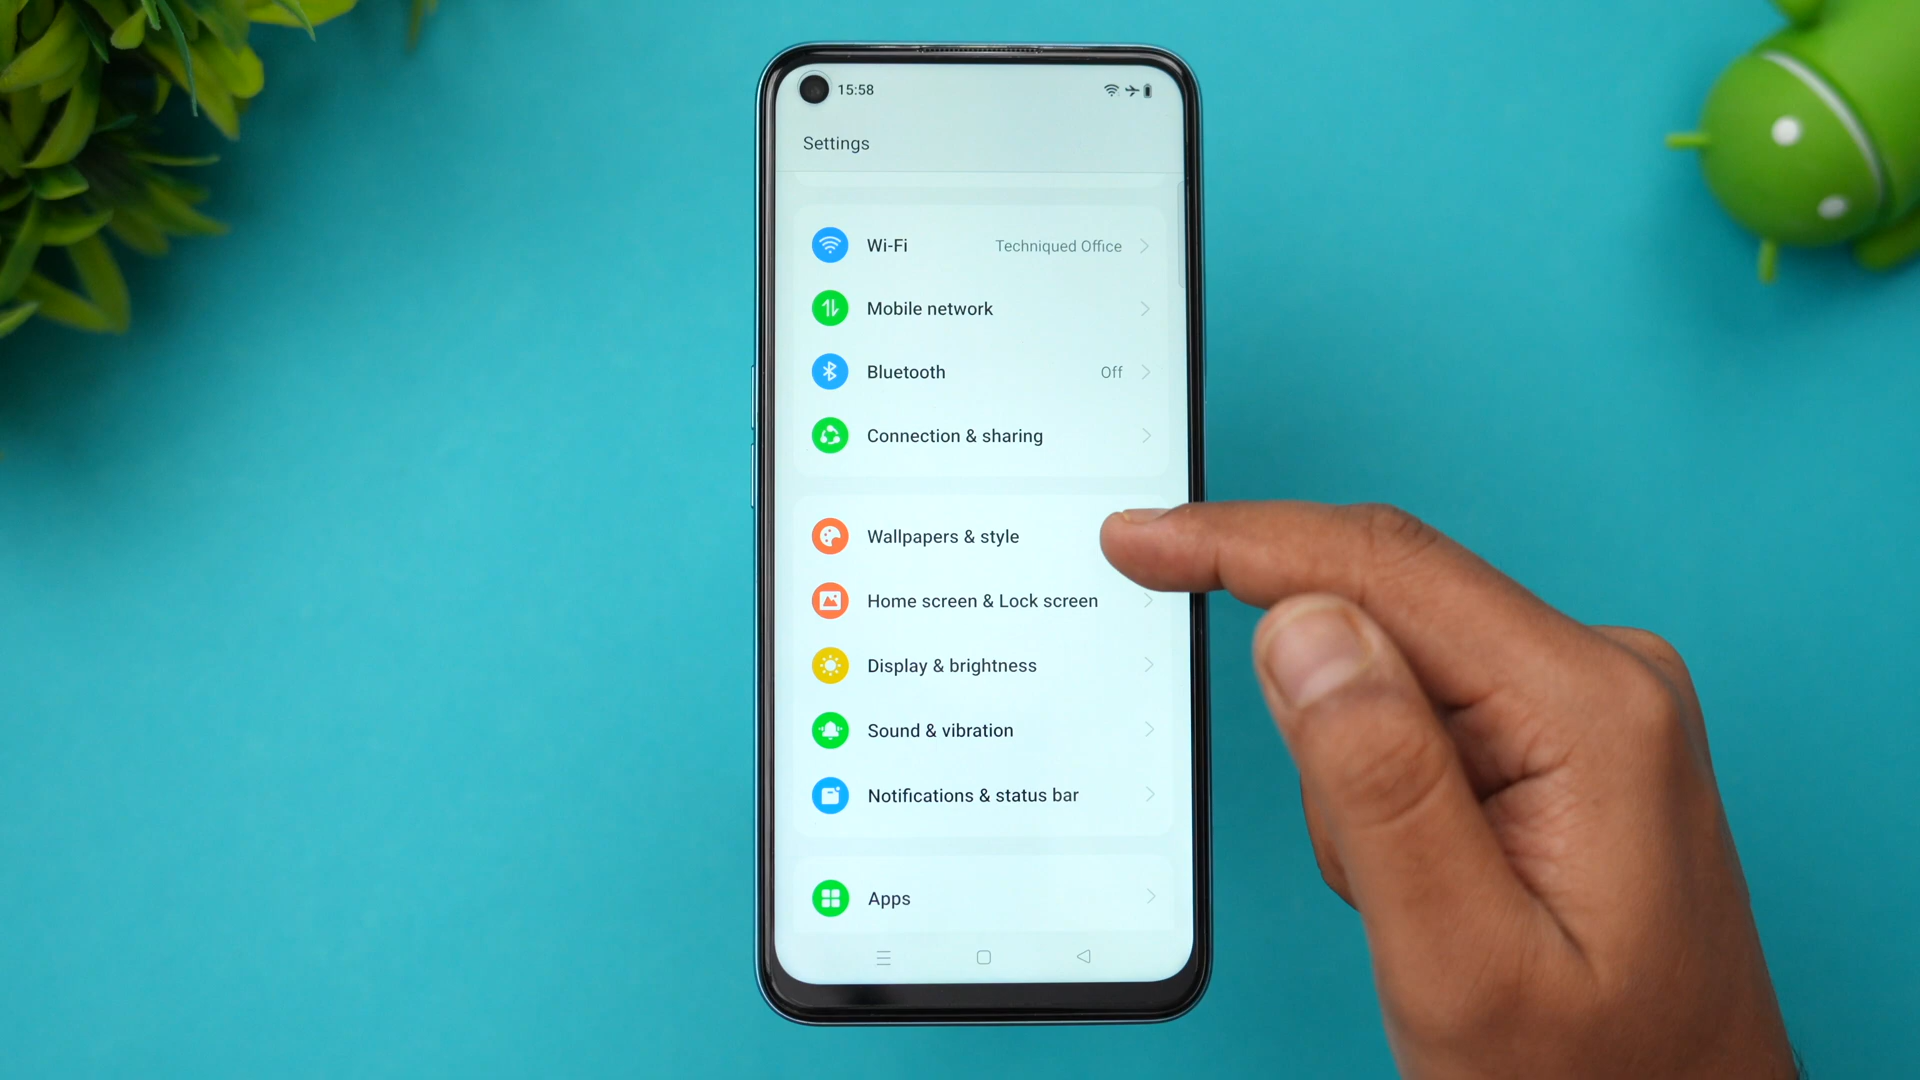 15:58
Settings
Wi-Fi Techniqued Office
Mobile network
Bluetooth Off
Connection & sharing
Wallpapers & style
Home screen & Lock screen
Display & brightness
Sound & vibration
Notifications & status bar
Apps